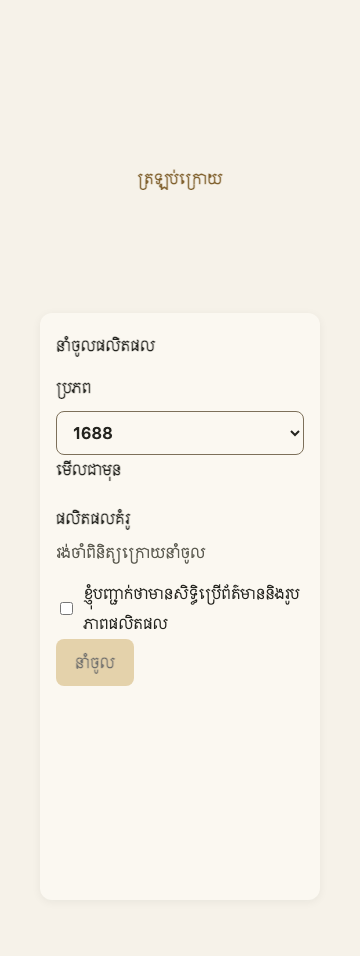 ត្រឡប់ក្រោយ
នាំចូលផលិតផល
ប្រភព
1688
មើលជាមុន
ផលិតផលគំរូ
រង់ចាំពិនិត្យក្រោយនាំចូល
ខ្ញុំបញ្ជាក់ថាមានសិទ្ធិប្រើព័ត៌មាននិងរូប
ភាពផលិតផល
នាំចូល